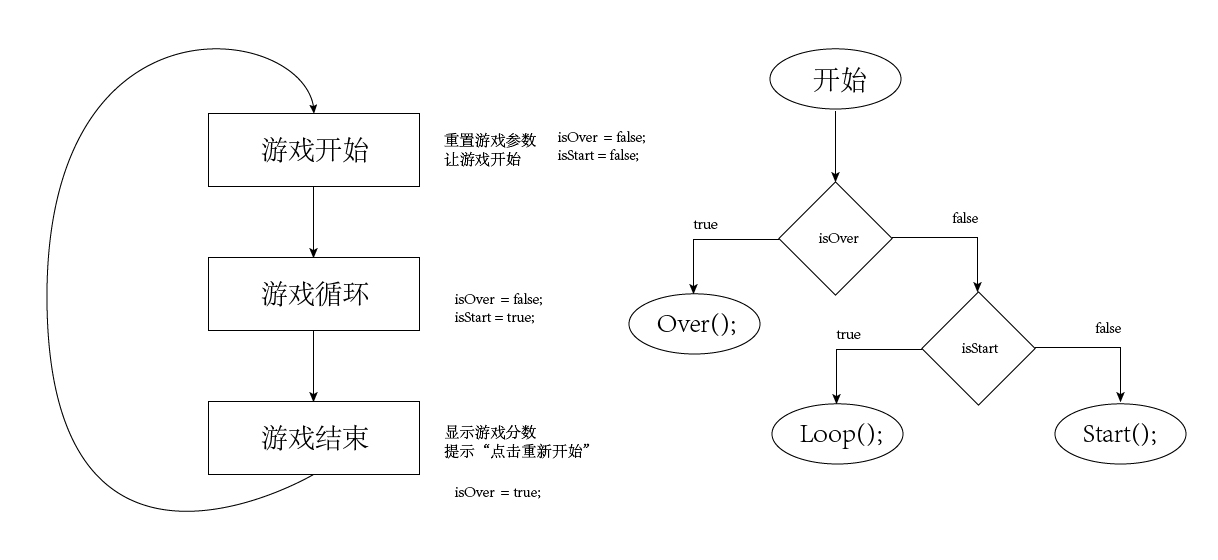 游戏开始
重置游戏参数
让游戏开始
isOver = false;
isStart = false;
游戏循环
isOver = false;
isStart = true;
游戏结束
显示游戏分数
提示“点击重新开始”
isOver = true;
开始
isOver
true
false
Over();
isStart
true
false
Loop();
Start();